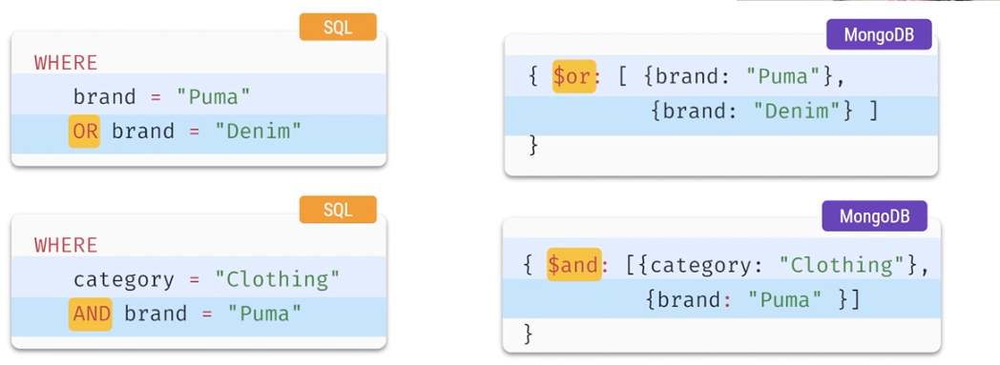 SQL
WHERE
brand = "Puma"
OR brand = "Denim"
MongoDB
{ $or: [ {brand: "Puma"},
{brand: "Denim"} ]
}
SQL
WHERE
category = "Clothing"
AND brand = "Puma"
MongoDB
{ $and: [{category: "Clothing"},
{brand: "Puma" }]
}